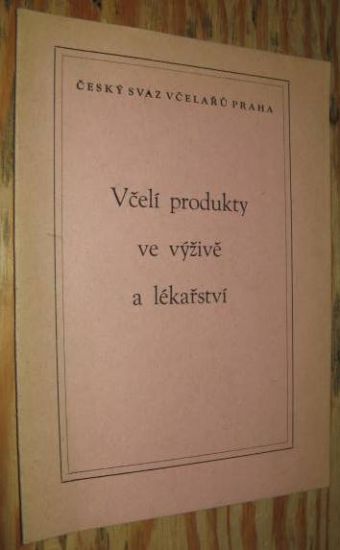 ČESKÝ SVAZ VČELAŘŮ PRAHA
Včelí produkty
ve výživě
a lékařství